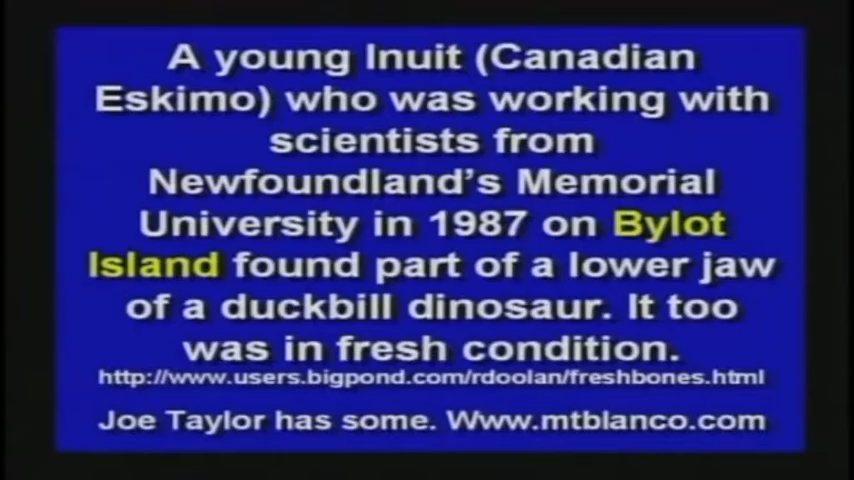 A young Inuit (Canadian
Eskimo) who was working with
scientists from
Newfoundland's Memorial
University in 1987 on Bylot
Island found part of a lower jaw
of a duckbill dinosaur. It too
was in fresh condition.
http://www.users.bigpond.com/rdoolan/freshbones.html
Joe Taylor has some. Www.mtblanco.com